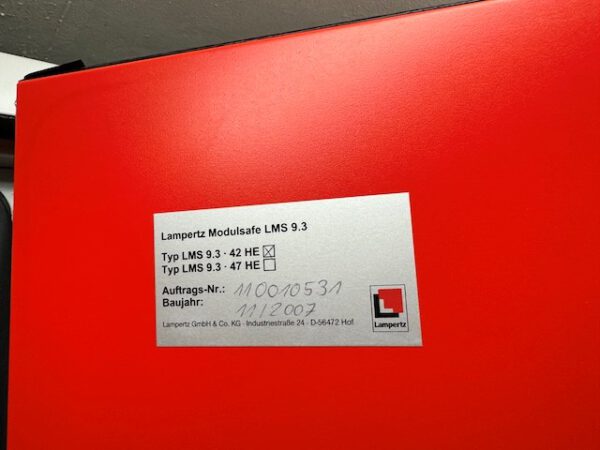 Lampertz Modulsafe LMS 9.3
Typ LMS 9.3 · 42 HE ☒
Typ LMS 9.3 · 47 HE ☐
Auftrags-Nr.: 110010531
Baujahr: 11/2007
Lampertz GmbH & Co. KG · Industriestraße 24 · D-56472 Hof
Lampertz